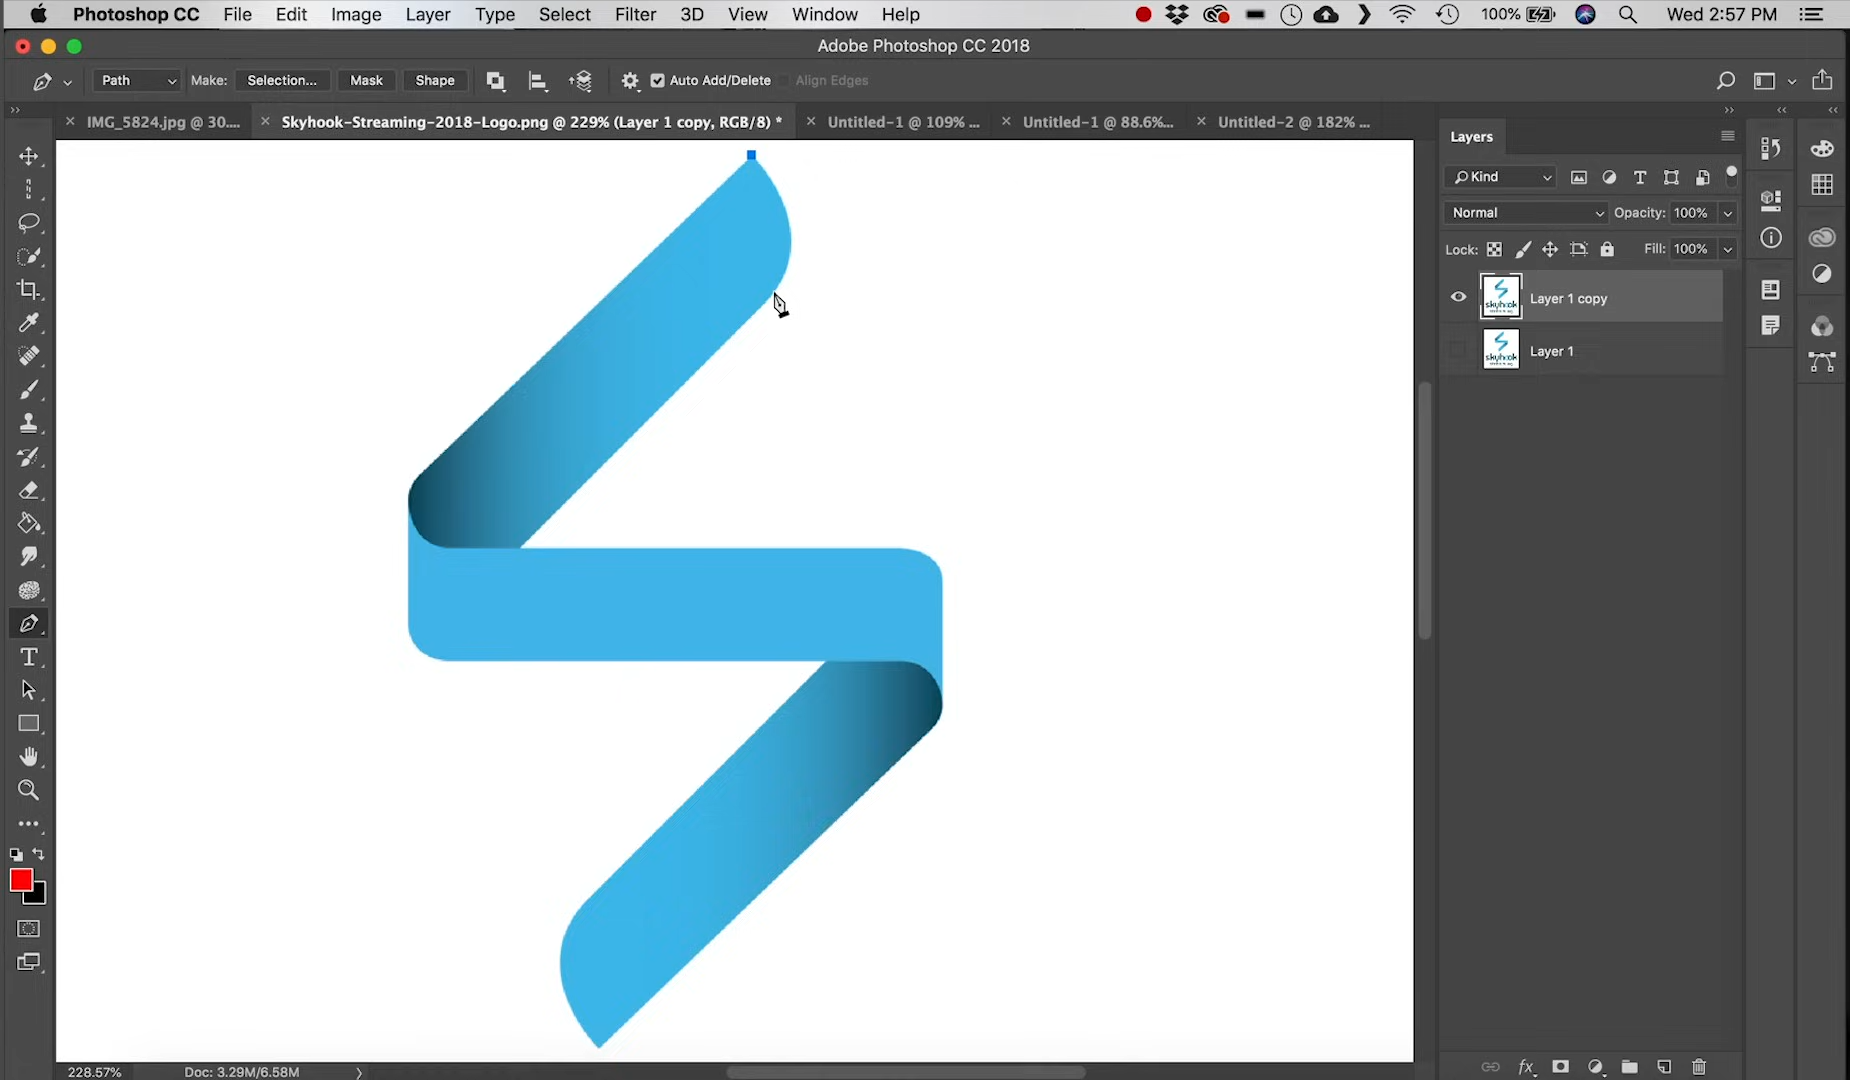 Photoshop CC File Edit Image Layer Type Select Filter 3D View Window Help 100% Wed 2:57 PM
Adobe Photoshop CC 2018
Path Make: Selection... Mask Shape Auto Add/Delete Align Edges
IMG_5824.jpg @ 30.... Skyhook-Streaming-2018-Logo.png @ 229% (Layer 1 copy, RGB/8) * Untitled-1 @ 109% ... Untitled-1 @ 88.6%... Untitled-2 @ 182% ...
Layers
Kind
Normal Opacity: 100%
Lock: Fill: 100%
skyhook
Layer 1 copy
skyhook
Layer 1
228.57% Doc: 3.29M/6.58M